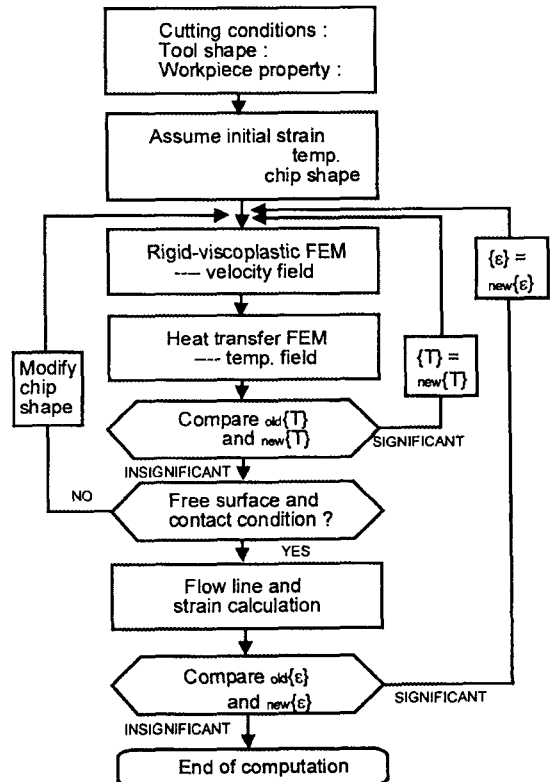 Cutting conditions :
Tool shape :
Workpiece property :
Assume initial strain
temp.
chip shape
Rigid-viscoplastic FEM
---- velocity field
{ε} =
new{ε}
Heat transfer FEM
---- temp. field
{T} =
new{T}
Modify
chip
shape
Compare old{T}
and new{T}
SIGNIFICANT
INSIGNIFICANT
NO
Free surface and
contact condition ?
YES
Flow line and
strain calculation
Compare old{ε}
and new{ε}
SIGNIFICANT
INSIGNIFICANT
End of computation